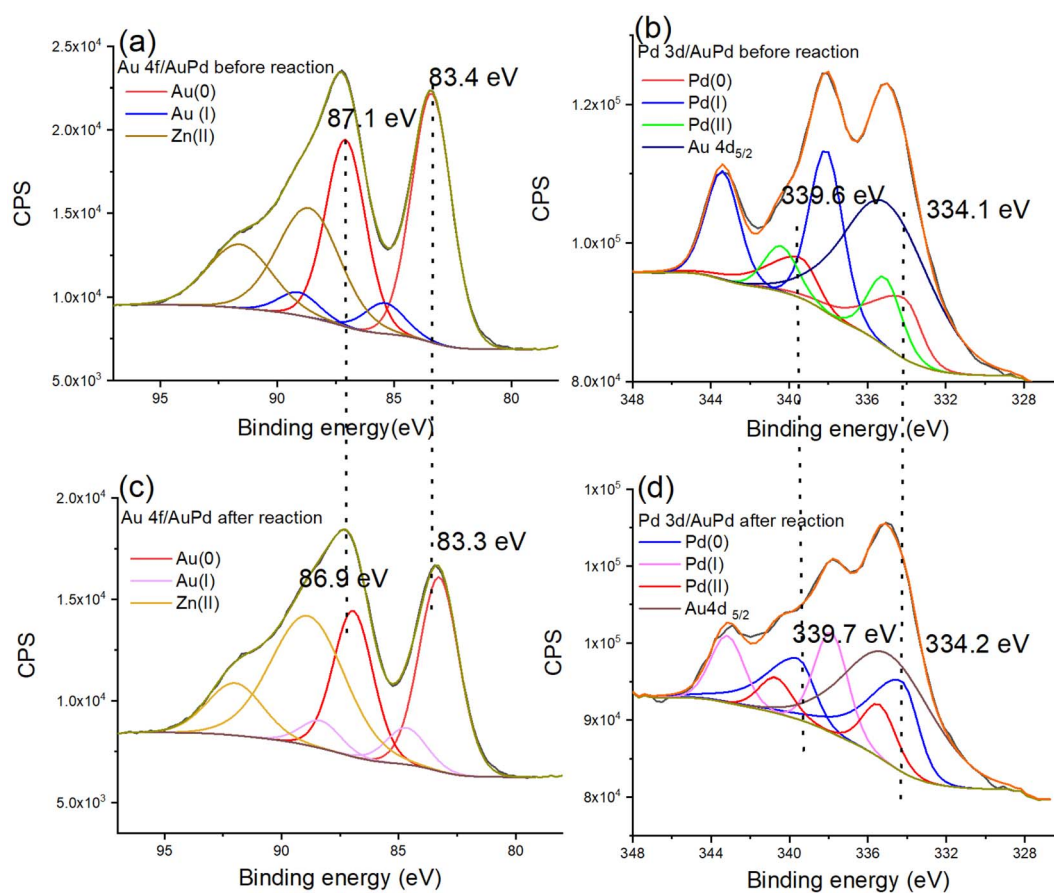 (a)
Au 4f/AuPd before reaction
Au(0)
Au (I)
Zn(II)
87.1 eV
83.4 eV
2.5x10⁴
2.0x10⁴
1.5x10⁴
1.0x10⁴
5.0x10³
CPS
95
90
85
80
Binding energy (eV)
(b)
Pd 3d/AuPd before reaction
Pd(0)
Pd(I)
Pd(II)
Au 4d5/2
339.6 eV
334.1 eV
1.2x10⁵
1.0x10⁵
8.0x10⁴
CPS
348
344
340
336
332
328
Binding energy (eV)
(c)
Au 4f/AuPd after reaction
Au(0)
Au(I)
Zn(II)
86.9 eV
83.3 eV
2.0x10⁴
1.5x10⁴
1.0x10⁴
5.0x10³
CPS
95
90
85
80
Binding energy (eV)
(d)
Pd 3d/AuPd after reaction
Pd(0)
Pd(I)
Pd(II)
Au4d 5/2
339.7 eV
334.2 eV
1x10⁵
1x10⁵
9x10⁴
8x10⁴
CPS
348
344
340
336
332
328
Binding energy (eV)